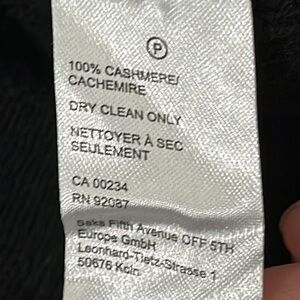 P
100% CASHMERE/
CACHEMIRE
DRY CLEAN ONLY
NETTOYER À SEC
SEULEMENT
CA 00234
RN 92087
Saks Fifth Avenue OFF 5TH
Europe GmbH
Leonhard-Tietz-Strasse 1
50676 Koln